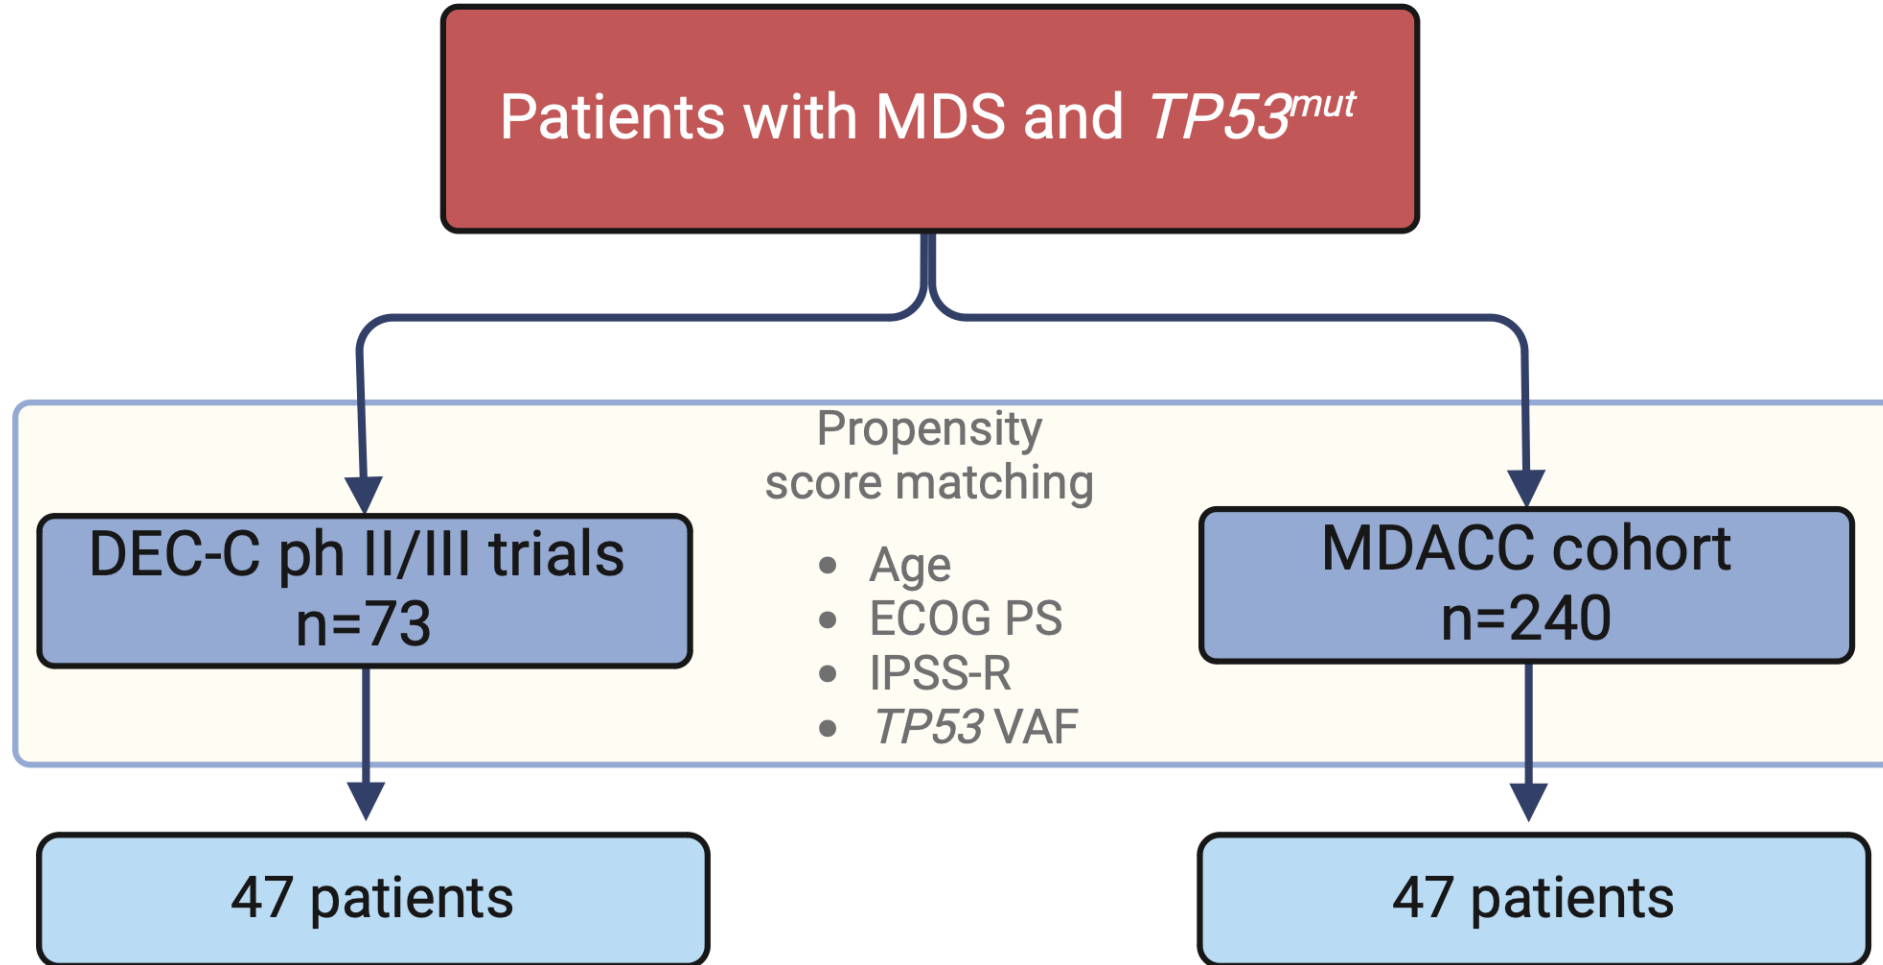 Patients with MDS and TP53mut
Propensity
score matching
DEC-C ph II/III trials
n=73
• Age
• ECOG PS
• IPSS-R
• TP53 VAF
MDACC cohort
n=240
47 patients
47 patients